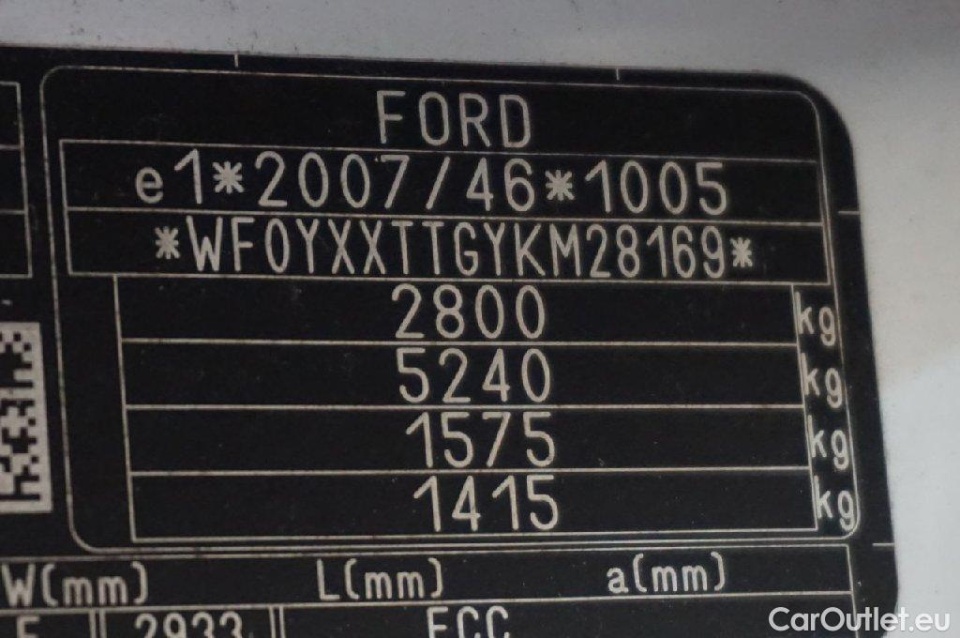 FORD
e1*2007/46*1005
*WF0YXXTTGYKM28169*
2800 kg
5240 kg
1575 kg
1415 kg
W(mm) L(mm) a(mm)
2933
CarOutlet.eu